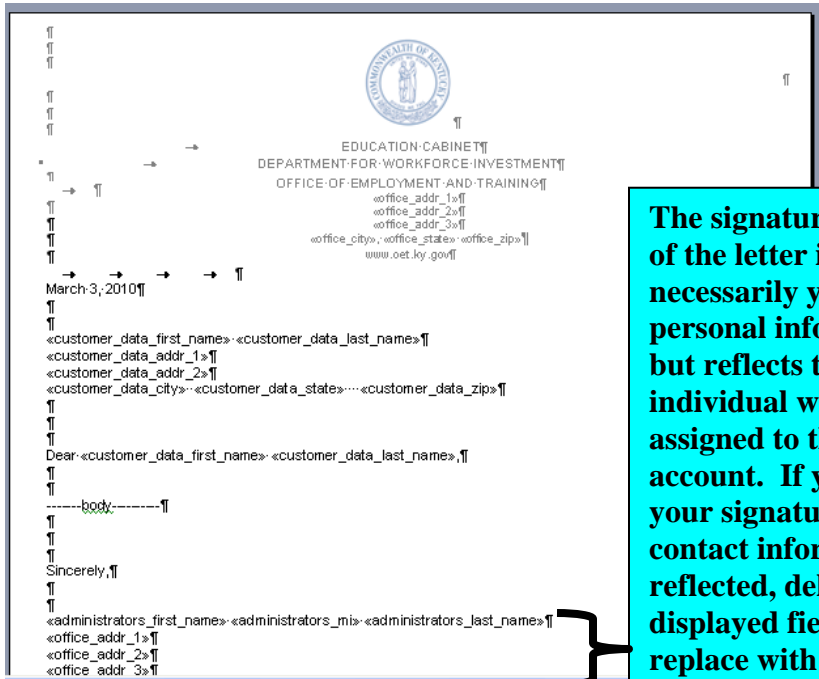 COMMONWEALTH OF KENTUCKY
EDUCATION·CABINET¶
DEPARTMENT·FOR·WORKFORCE·INVESTMENT¶
OFFICE·OF·EMPLOYMENT·AND·TRAINING¶
«office_addr_1»¶
«office_addr_2»¶
«office_addr_3»¶
«office_city»,·«office_state»·«office_zip»¶
www.oet.ky.gov¶
March·3,·2010¶
«customer_data_first_name»·«customer_data_last_name»¶
«customer_data_addr_1»¶
«customer_data_addr_2»¶
«customer_data_city»··«customer_data_state»····«customer_data_zip»¶
Dear·«customer_data_first_name»·«customer_data_last_name»,¶
-------body----------¶
Sincerely,¶
«administrators_first_name»·«administrators_mi»·«administrators_last_name»¶
«office_addr_1»¶
«office_addr_2»¶
«office_addr_3»¶
The signatur
of the letter i
necessarily y
personal info
but reflects t
individual w
assigned to t
account. If y
your signatu
contact infor
reflected, del
displayed fie
replace with